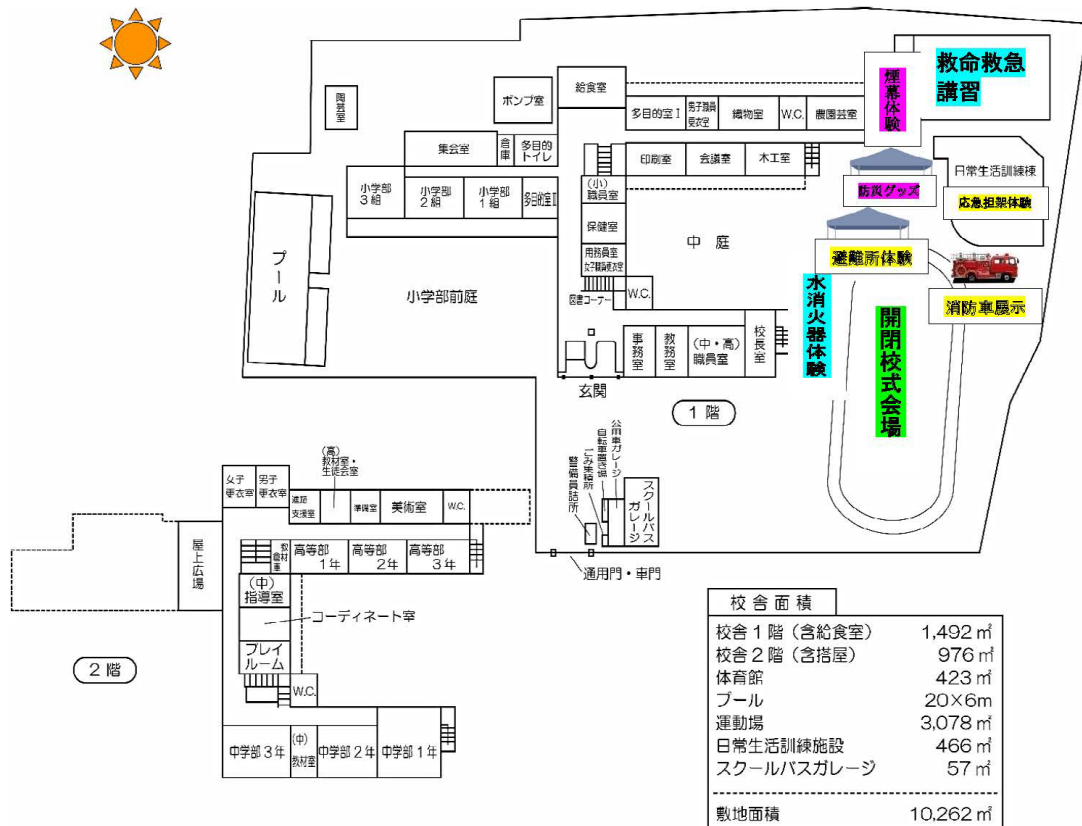 救命救急
講習
煙幕体験
給食室
ポンプ室
陶芸室
多目的室Ⅰ
男子職員
更衣室
織物室
W.C.
農園芸室
集会室
倉庫
多目的
トイレ
印刷室
会議室
木工室
日常生活訓練棟
防災グッズ
応急担架体験
小学部
3組
小学部
2組
小学部
1組
多目的室Ⅱ
(小)
職員室
保健室
中庭
用務員室
女子職員更衣室
避難所体験
プール
小学部前庭
図書コーナー
W.C.
水消火器体験
消防車展示
開閉校式会場
事務室
教務室
(中・高)
職員室
校長室
玄関
1階
公用車ガレージ
自転車置き場
ごみ集積所
警備員詰所
スクールバス
ガレージ
通用門・車門
女子
更衣室
男子
更衣室
(高)
教材室・
生徒会室
進路
支援室
準備室
美術室
W.C.
屋上広場
教材
倉庫
高等部
1年
高等部
2年
高等部
3年
(中)
指導室
コーディネート室
プレイ
ルーム
2階
W.C.
中学部3年
(中)
教材室
中学部2年
中学部1年
校舎面積
校舎1階(含給食室) 1,492㎡
校舎2階(含搭屋) 976㎡
体育館 423㎡
プール 20×6m
運動場 3,078㎡
日常生活訓練施設 466㎡
スクールバスガレージ 57㎡
敷地面積 10,262㎡